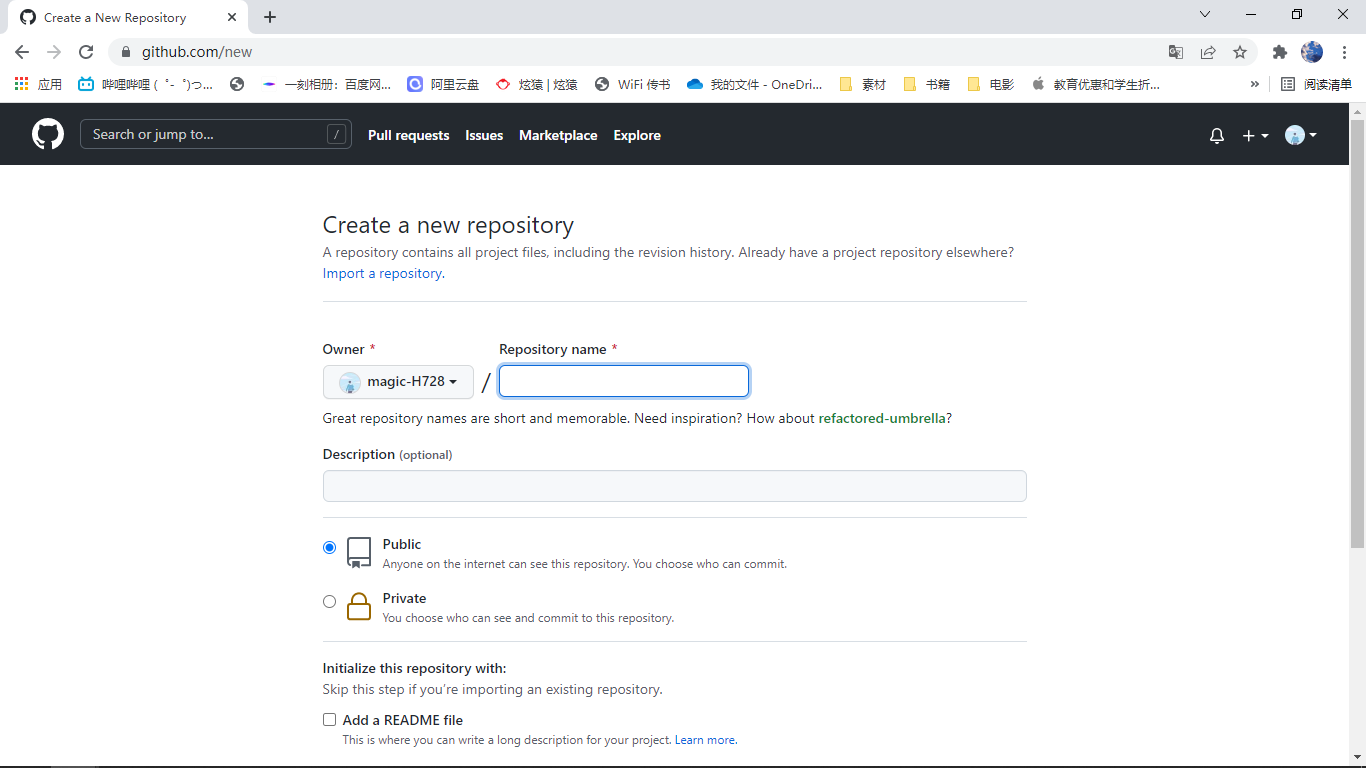 Create a New Repository
github.com/new
应用
哔哩哔哩 ( ゜- ゜)つ...
一刻相册：百度网...
阿里云盘
炫猿 | 炫猿
WiFi 传书
我的文件 - OneDri...
素材
书籍
电影
教育优惠和学生折...
»
阅读清单
Search or jump to...
/
Pull requests
Issues
Marketplace
Explore
Create a new repository
A repository contains all project files, including the revision history. Already have a project repository elsewhere?
Import a repository.
Owner *
Repository name *
magic-H728
/
Great repository names are short and memorable. Need inspiration? How about refactored-umbrella?
Description (optional)
Public
Anyone on the internet can see this repository. You choose who can commit.
Private
You choose who can see and commit to this repository.
Initialize this repository with:
Skip this step if you're importing an existing repository.
Add a README file
This is where you can write a long description for your project. Learn more.